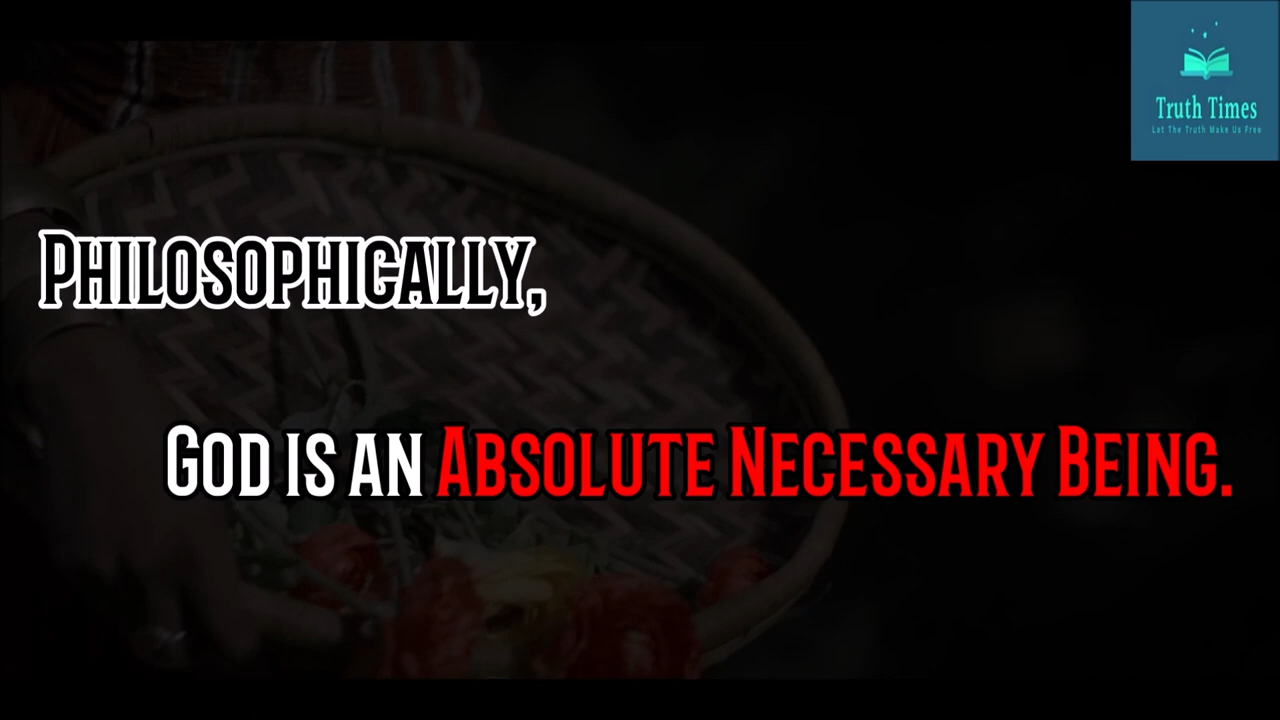 Truth Times
Let The Truth Make Us Free
Philosophically,
God is an Absolute Necessary Being.